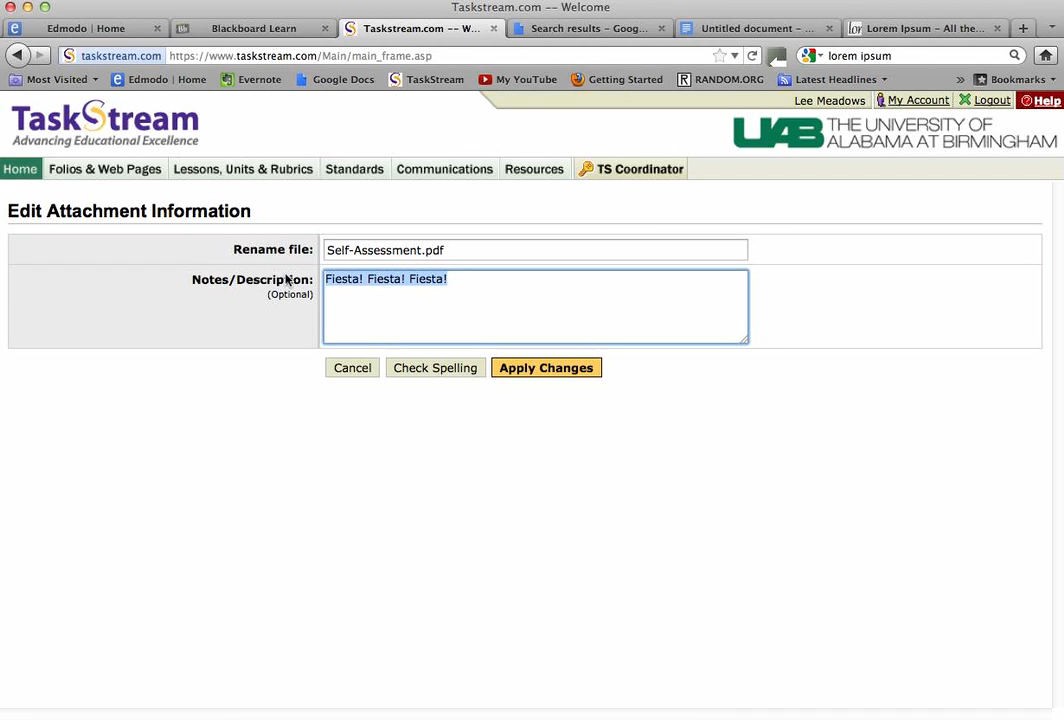 Taskstream.com -- Welcome
Edmodo | Home
Blackboard Learn
Taskstream.com -- W...
Search results – Goog...
Untitled document – ...
Lorem Ipsum – All the...
taskstream.com
https://www.taskstream.com/Main/main_frame.asp
lorem ipsum
Most Visited
Edmodo | Home
Evernote
Google Docs
TaskStream
My YouTube
Getting Started
RANDOM.ORG
Latest Headlines
»
Bookmarks
Lee Meadows
My Account
Logout
Help
TaskStream
Advancing Educational Excellence
UAB
THE UNIVERSITY OF
ALABAMA AT BIRMINGHAM
Home
Folios & Web Pages
Lessons, Units & Rubrics
Standards
Communications
Resources
TS Coordinator
Edit Attachment Information
Rename file:
Self-Assessment.pdf
Notes/Description:
(Optional)
Fiesta! Fiesta! Fiesta!
Cancel
Check Spelling
Apply Changes